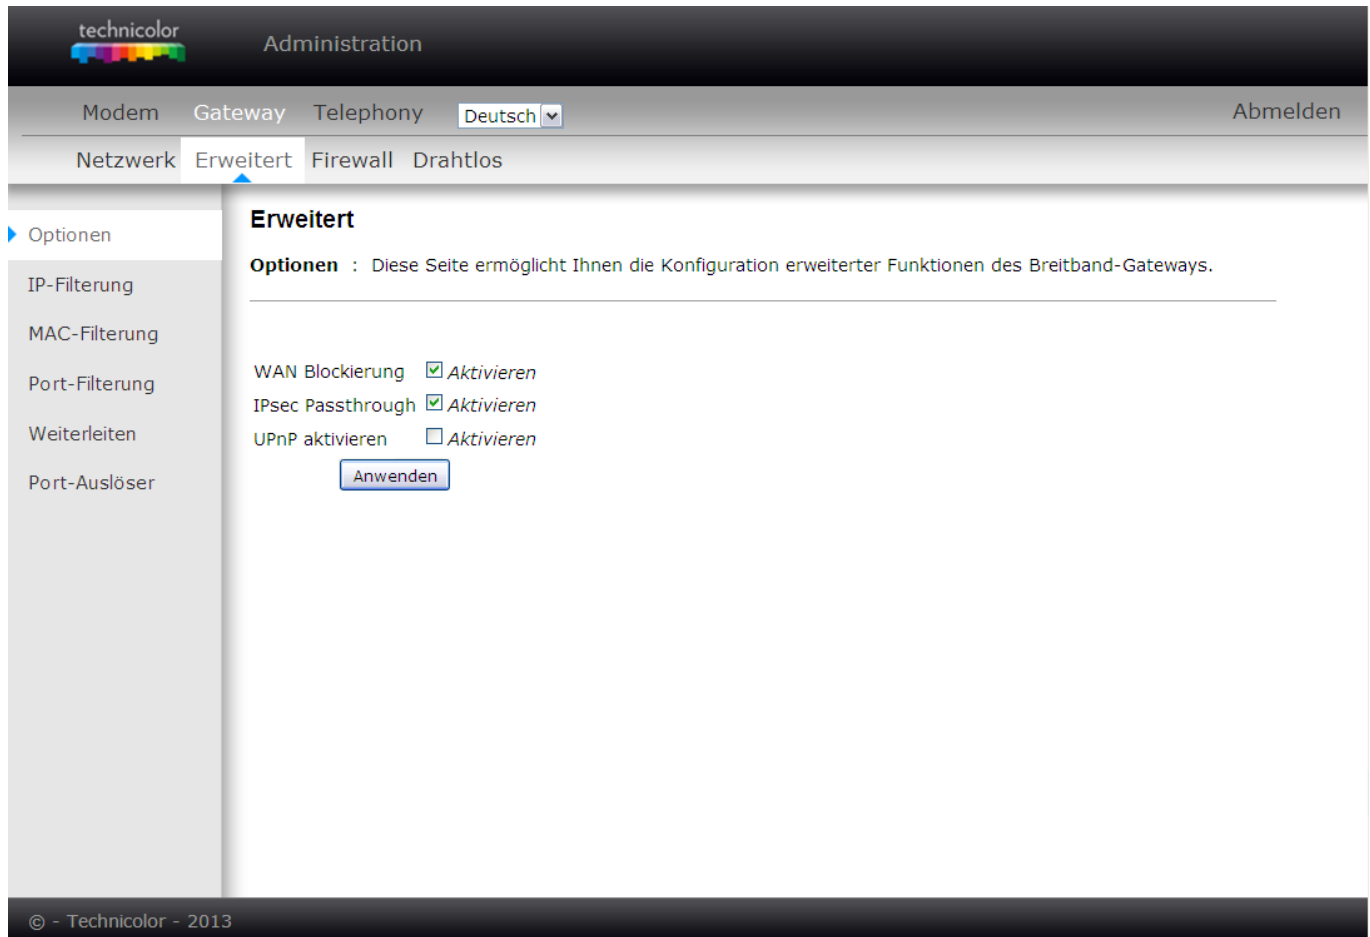 technicolor
Administration
Modem Gateway Telephony Deutsch Abmelden
Netzwerk Erweitert Firewall Drahtlos
Optionen
IP-Filterung
MAC-Filterung
Port-Filterung
Weiterleiten
Port-Auslöser
Erweitert
Optionen : Diese Seite ermöglicht Ihnen die Konfiguration erweiterter Funktionen des Breitband-Gateways.
WAN Blockierung Aktivieren
IPsec Passthrough Aktivieren
UPnP aktivieren Aktivieren
Anwenden
© - Technicolor - 2013